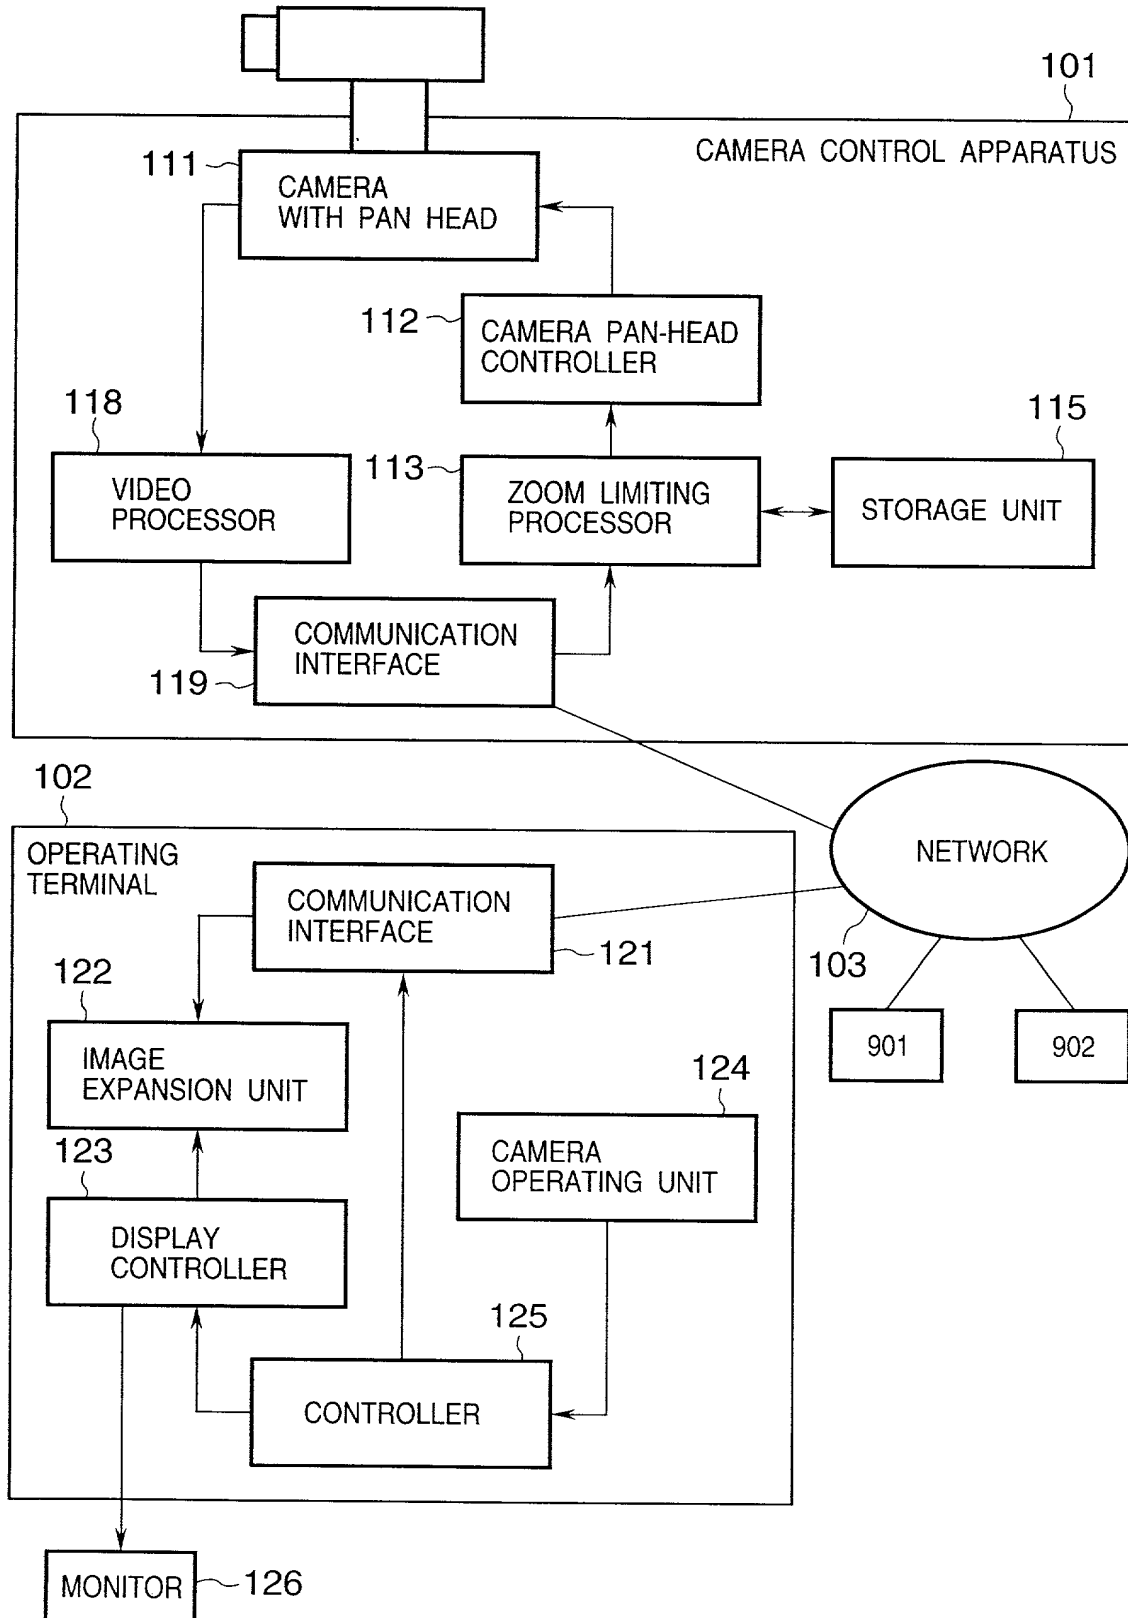 101
CAMERA CONTROL APPARATUS
111
CAMERA
WITH PAN HEAD
112
CAMERA PAN-HEAD
CONTROLLER
118
VIDEO
PROCESSOR
113
ZOOM LIMITING
PROCESSOR
115
STORAGE UNIT
COMMUNICATION
INTERFACE
119
102
OPERATING
TERMINAL
COMMUNICATION
INTERFACE
121
NETWORK
103
901
902
122
IMAGE
EXPANSION UNIT
124
CAMERA
OPERATING UNIT
123
DISPLAY
CONTROLLER
125
CONTROLLER
MONITOR
126